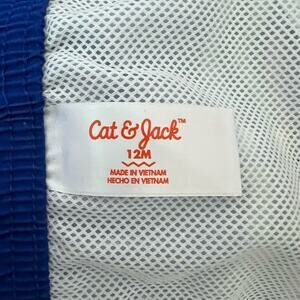 Cat & Jack™
12M
MADE IN VIETNAM
HECHO EN VIETNAM